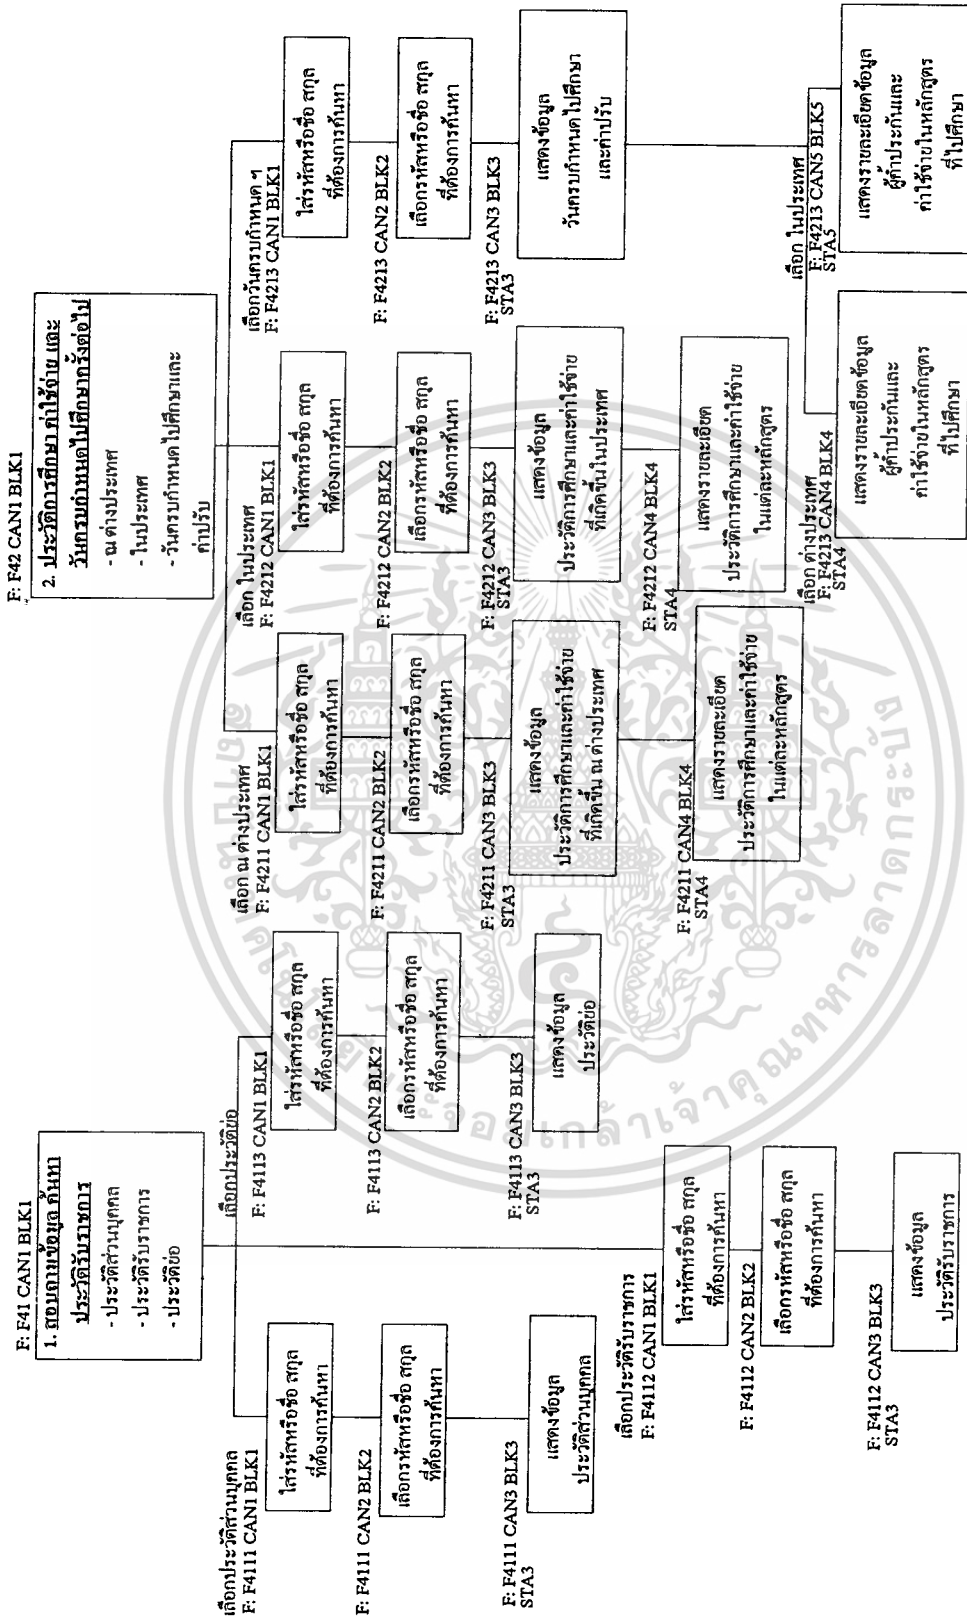 F: F41 CAN1 BLK1
1. สอบถามข้อมูล ค้นหา
ประวัติรับราชการ
- ประวัติส่วนบุคคล
- ประวัติรับราชการ
- ประวัติย่อ
เลือกประวัติส่วนบุคคล
F: F4111 CAN1 BLK1
ใส่รหัสหรือชื่อ สกุล
ที่ต้องการค้นหา
F: F4111 CAN2 BLK2
เลือกรหัสหรือชื่อ สกุล
ที่ต้องการค้นหา
F: F4111 CAN3 BLK3
STA3
แสดงข้อมูล
ประวัติส่วนบุคคล
เลือกประวัติรับราชการ
F: F4112 CAN1 BLK1
ใส่รหัสหรือชื่อ สกุล
ที่ต้องการค้นหา
F: F4112 CAN2 BLK2
เลือกรหัสหรือชื่อ สกุล
ที่ต้องการค้นหา
F: F4112 CAN3 BLK3
STA3
แสดงข้อมูล
ประวัติรับราชการ
เลือกประวัติย่อ
F: F4113 CAN1 BLK1
ใส่รหัสหรือชื่อ สกุล
ที่ต้องการค้นหา
F: F4113 CAN2 BLK2
เลือกรหัสหรือชื่อ สกุล
ที่ต้องการค้นหา
F: F4113 CAN3 BLK3
STA3
แสดงข้อมูล
ประวัติย่อ
F: F42 CAN1 BLK1
2. ประวัติการศึกษา ค่าใช้จ่าย และ
วันครบกำหนดไปศึกษาครั้งต่อไป
- ณ ต่างประเทศ
- ในประเทศ
- วันครบกำหนดไปศึกษาและ
ค่าปรับ
เลือก ณ ต่างประเทศ
F: F4211 CAN1 BLK1
ใส่รหัสหรือชื่อ สกุล
ที่ต้องการค้นหา
F: F4211 CAN2 BLK2
เลือกรหัสหรือชื่อ สกุล
ที่ต้องการค้นหา
F: F4211 CAN3 BLK3
STA3
แสดงข้อมูล
ประวัติการศึกษาและค่าใช้จ่าย
ที่เกิดขึ้น ณ ต่างประเทศ
F: F4211 CAN4 BLK4
STA4
แสดงรายละเอียด
ประวัติการศึกษาและค่าใช้จ่าย
ในแต่ละหลักสูตร
เลือก ในประเทศ
F: F4212 CAN1 BLK1
ใส่รหัสหรือชื่อ สกุล
ที่ต้องการค้นหา
F: F4212 CAN2 BLK2
เลือกรหัสหรือชื่อ สกุล
ที่ต้องการค้นหา
F: F4212 CAN3 BLK3
STA3
แสดงข้อมูล
ประวัติการศึกษาและค่าใช้จ่าย
ที่เกิดขึ้นในประเทศ
F: F4212 CAN4 BLK4
STA4
แสดงรายละเอียด
ประวัติการศึกษาและค่าใช้จ่าย
ในแต่ละหลักสูตร
เลือกวันครบกำหนด ฯ
F: F4213 CAN1 BLK1
ใส่รหัสหรือชื่อ สกุล
ที่ต้องการค้นหา
F: F4213 CAN2 BLK2
เลือกรหัสหรือชื่อ สกุล
ที่ต้องการค้นหา
F: F4213 CAN3 BLK3
STA3
แสดงข้อมูล
วันครบกำหนดไปศึกษา
และค่าปรับ
เลือก ต่างประเทศ
F: F4213 CAN4 BLK4
STA4
แสดงรายละเอียดข้อมูล
ผู้ค้ำประกันและ
ค่าใช้จ่ายในหลักสูตร
ที่ไปศึกษา
เลือก ในประเทศ
F: F4213 CAN5 BLK5
STA5
แสดงรายละเอียดข้อมูล
ผู้ค้ำประกันและ
ค่าใช้จ่ายในหลักสูตร
ที่ไปศึกษา